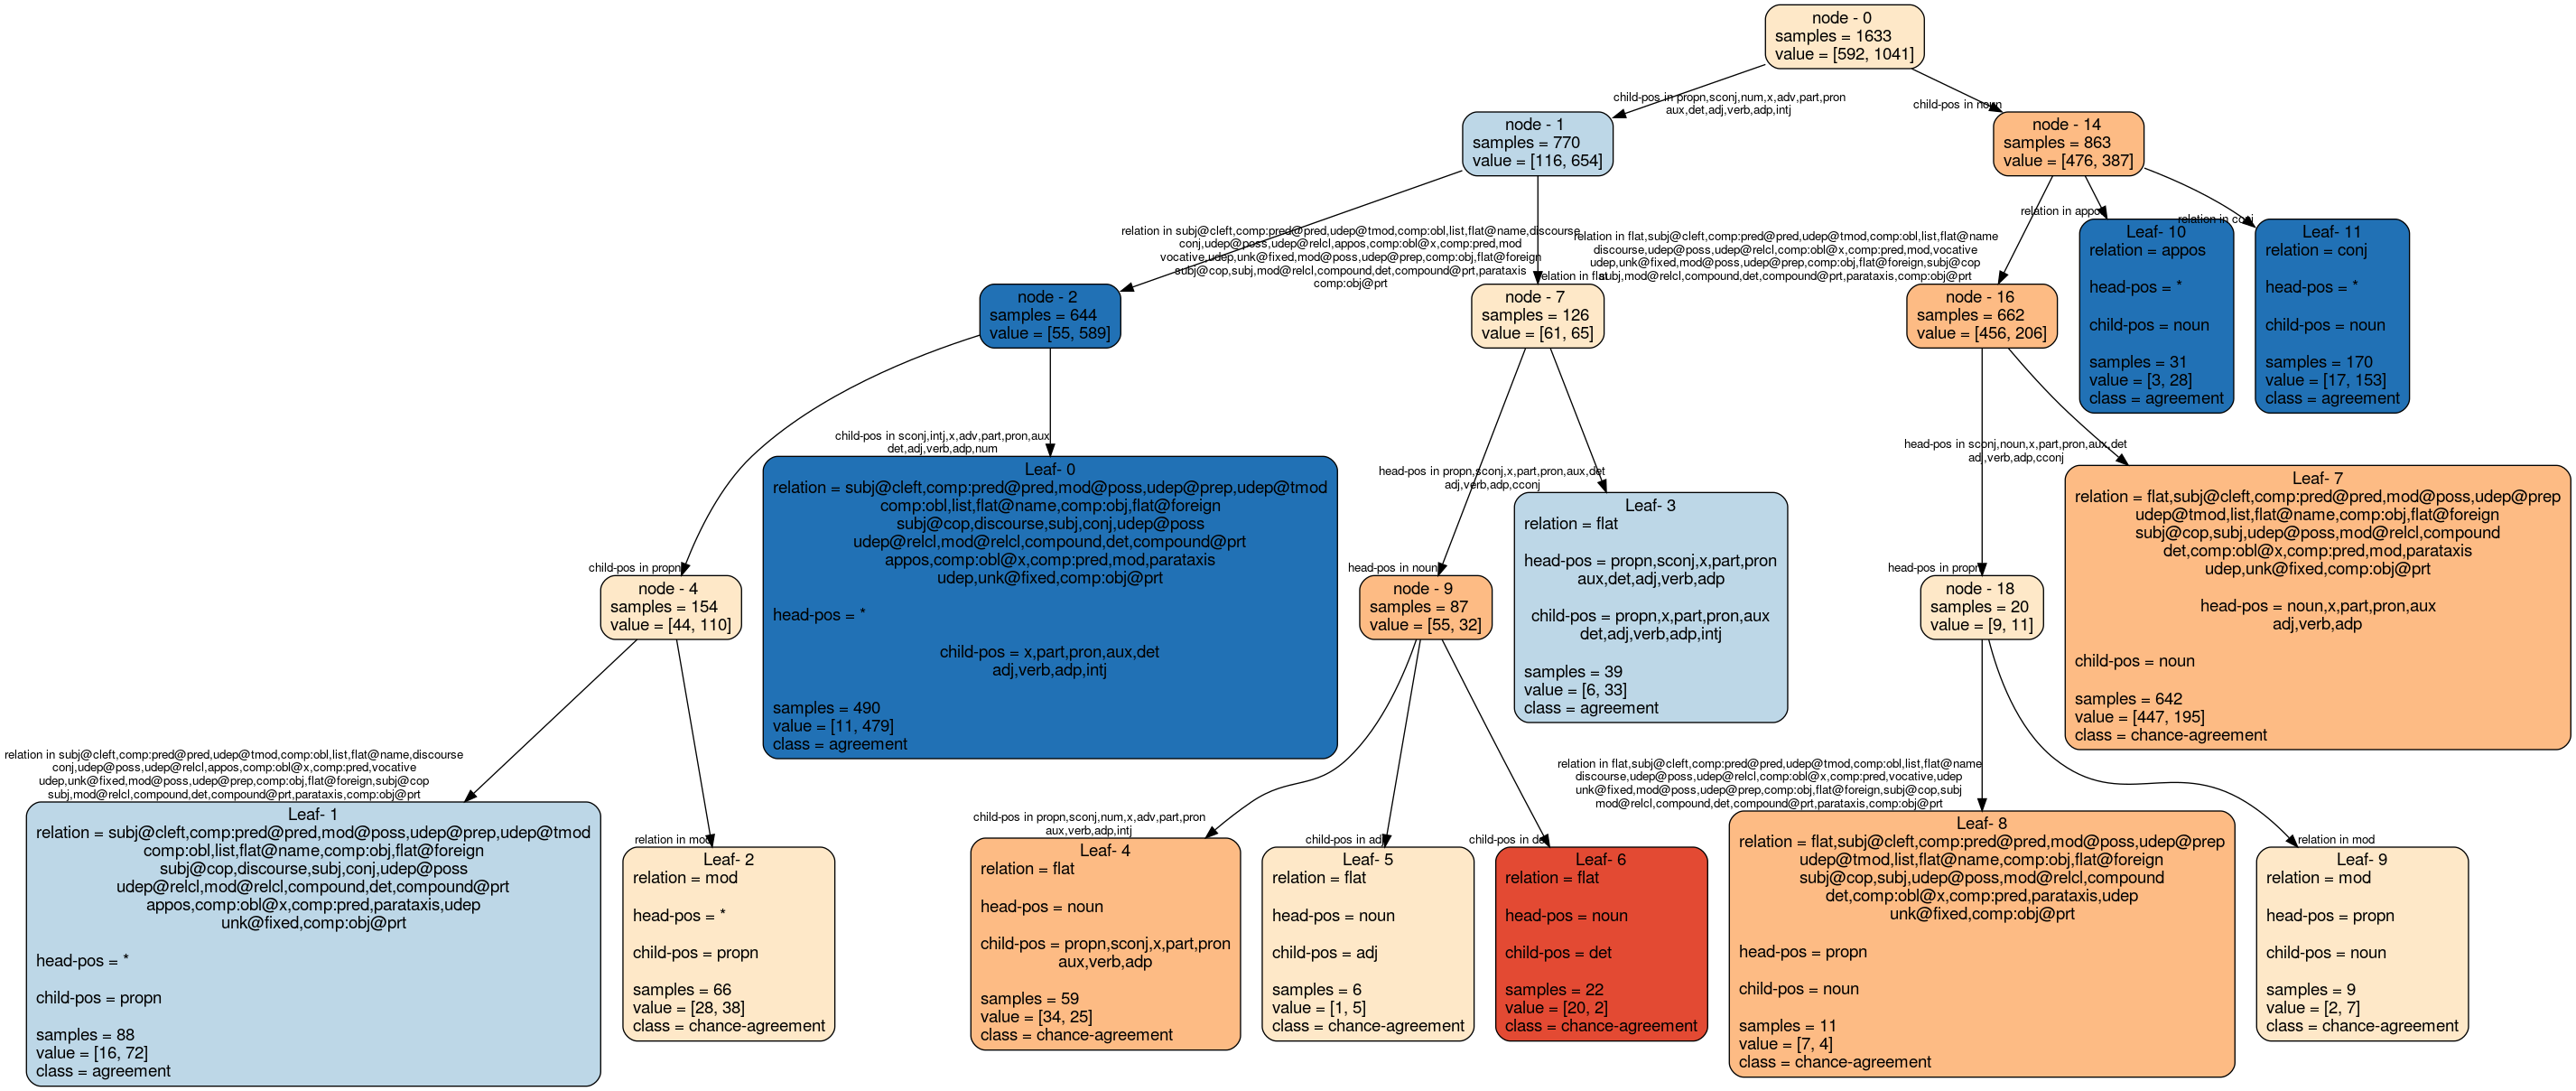 node - 0
samples = 1633
value = [592, 1041]
child-pos in propn,sconj,num,x,adv,part,pron
aux,det,adj,verb,adp,intj
child-pos in noun
node - 1
samples = 770
value = [116, 654]
node - 14
samples = 863
value = [476, 387]
relation in subj@cleft,comp:pred@pred,udep@tmod,comp:obl,list,flat@name,discourse
conj,udep@poss,udep@relcl,appos,comp:obl@x,comp:pred,mod
vocative,udep,unk@fixed,mod@poss,udep@prep,comp:obj,flat@foreign
subj@cop,subj,mod@relcl,compound,det,compound@prt,parataxis
comp:obj@prt
relation in flat
relation in flat,subj@cleft,comp:pred@pred,udep@tmod,comp:obl,list,flat@name
discourse,udep@poss,udep@relcl,comp:obl@x,comp:pred,mod,vocative
udep,unk@fixed,mod@poss,udep@prep,comp:obj,flat@foreign,subj@cop
subj,mod@relcl,compound,det,compound@prt,parataxis,comp:obj@prt
relation in appos
relation in conj
node - 2
samples = 644
value = [55, 589]
node - 7
samples = 126
value = [61, 65]
node - 16
samples = 662
value = [456, 206]
Leaf- 10
relation = appos
head-pos = *
child-pos = noun
samples = 31
value = [3, 28]
class = agreement
Leaf- 11
relation = conj
head-pos = *
child-pos = noun
samples = 170
value = [17, 153]
class = agreement
child-pos in propn
child-pos in sconj,intj,x,adv,part,pron,aux
det,adj,verb,adp,num
head-pos in noun
head-pos in propn,sconj,x,part,pron,aux,det
adj,verb,adp,cconj
head-pos in propn
head-pos in sconj,noun,x,part,pron,aux,det
adj,verb,adp,cconj
node - 4
samples = 154
value = [44, 110]
Leaf- 0
relation = subj@cleft,comp:pred@pred,mod@poss,udep@prep,udep@tmod
comp:obl,list,flat@name,comp:obj,flat@foreign
subj@cop,discourse,subj,conj,udep@poss
udep@relcl,mod@relcl,compound,det,compound@prt
appos,comp:obl@x,comp:pred,mod,parataxis
udep,unk@fixed,comp:obj@prt
head-pos = *
child-pos = x,part,pron,aux,det
adj,verb,adp,intj
samples = 490
value = [11, 479]
class = agreement
node - 9
samples = 87
value = [55, 32]
Leaf- 3
relation = flat
head-pos = propn,sconj,x,part,pron
aux,det,adj,verb,adp
child-pos = propn,x,part,pron,aux
det,adj,verb,adp,intj
samples = 39
value = [6, 33]
class = agreement
node - 18
samples = 20
value = [9, 11]
Leaf- 7
relation = flat,subj@cleft,comp:pred@pred,mod@poss,udep@prep
udep@tmod,list,flat@name,comp:obj,flat@foreign
subj@cop,subj,udep@poss,mod@relcl,compound
det,comp:obl@x,comp:pred,mod,parataxis
udep,unk@fixed,comp:obj@prt
head-pos = noun,x,part,pron,aux
adj,verb,adp
child-pos = noun
samples = 642
value = [447, 195]
class = chance-agreement
relation in subj@cleft,comp:pred@pred,udep@tmod,comp:obl,list,flat@name,discourse
conj,udep@poss,udep@relcl,appos,comp:obl@x,comp:pred,vocative
udep,unk@fixed,mod@poss,udep@prep,comp:obj,flat@foreign,subj@cop
subj,mod@relcl,compound,det,compound@prt,parataxis,comp:obj@prt
relation in mod
child-pos in propn,sconj,num,x,adv,part,pron
aux,verb,adp,intj
child-pos in adj
child-pos in det
relation in flat,subj@cleft,comp:pred@pred,udep@tmod,comp:obl,list,flat@name
discourse,udep@poss,udep@relcl,comp:obl@x,comp:pred,vocative,udep
unk@fixed,mod@poss,udep@prep,comp:obj,flat@foreign,subj@cop,subj
mod@relcl,compound,det,compound@prt,parataxis,comp:obj@prt
relation in mod
Leaf- 1
relation = subj@cleft,comp:pred@pred,mod@poss,udep@prep,udep@tmod
comp:obl,list,flat@name,comp:obj,flat@foreign
subj@cop,discourse,subj,conj,udep@poss
udep@relcl,mod@relcl,compound,det,compound@prt
appos,comp:obl@x,comp:pred,parataxis,udep
unk@fixed,comp:obj@prt
head-pos = *
child-pos = propn
samples = 88
value = [16, 72]
class = agreement
Leaf- 2
relation = mod
head-pos = *
child-pos = propn
samples = 66
value = [28, 38]
class = chance-agreement
Leaf- 4
relation = flat
head-pos = noun
child-pos = propn,sconj,x,part,pron
aux,verb,adp
samples = 59
value = [34, 25]
class = chance-agreement
Leaf- 5
relation = flat
head-pos = noun
child-pos = adj
samples = 6
value = [1, 5]
class = chance-agreement
Leaf- 6
relation = flat
head-pos = noun
child-pos = det
samples = 22
value = [20, 2]
class = chance-agreement
Leaf- 8
relation = flat,subj@cleft,comp:pred@pred,mod@poss,udep@prep
udep@tmod,list,flat@name,comp:obj,flat@foreign
subj@cop,subj,udep@poss,mod@relcl,compound
det,comp:obl@x,comp:pred,parataxis,udep
unk@fixed,comp:obj@prt
head-pos = propn
child-pos = noun
samples = 11
value = [7, 4]
class = chance-agreement
Leaf- 9
relation = mod
head-pos = propn
child-pos = noun
samples = 9
value = [2, 7]
class = chance-agreement